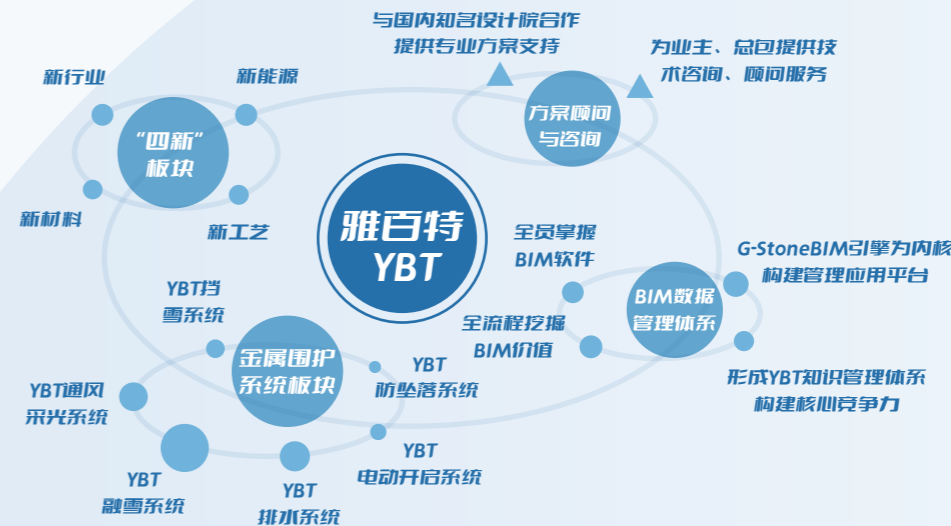 与国内知名设计院合作
提供专业方案支持
为业主、总包提供技
术咨询、顾问服务
方案顾问
与咨询
新行业
新能源
“四新”
板块
新材料
新工艺
雅百特
YBT
全员掌握
BIM软件
G-StoneBIM引擎为内核
构建管理应用平台
BIM数据
管理体系
全流程挖掘
BIM价值
形成YBT知识管理体系
构建核心竞争力
YBT挡
雪系统
金属围护
系统板块
YBT
防坠落系统
YBT通风
采光系统
YBT
电动开启系统
YBT
融雪系统
YBT
排水系统